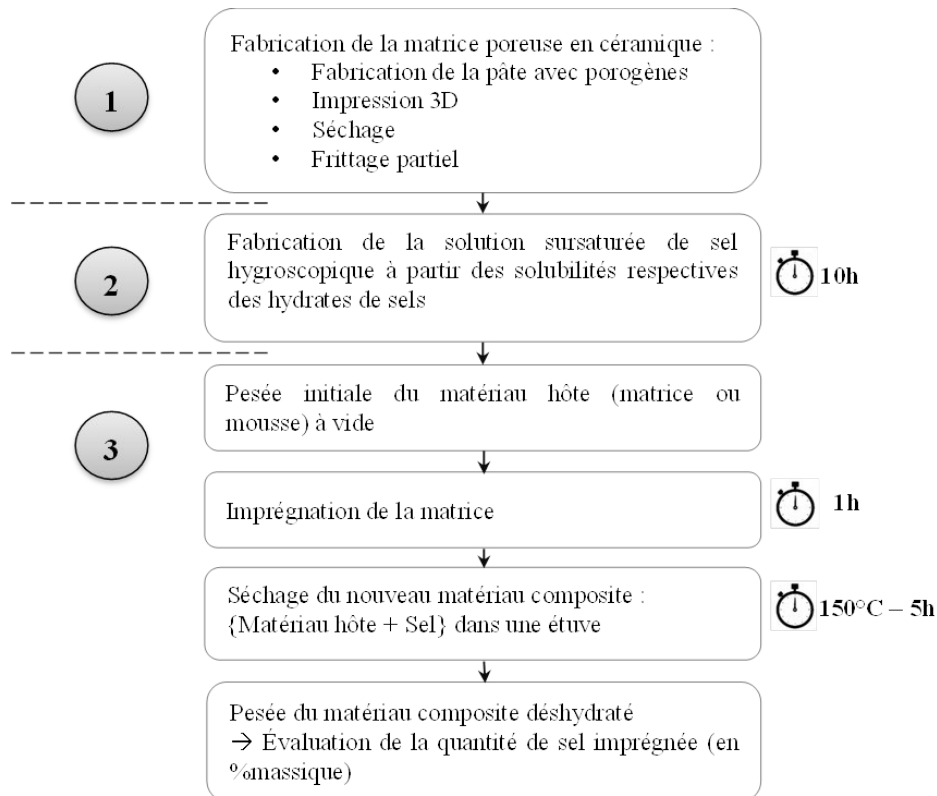 1
Fabrication de la matrice poreuse en céramique :
• Fabrication de la pâte avec porogènes
• Impression 3D
• Séchage
• Frittage partiel
2
Fabrication de la solution sursaturée de sel
hygroscopique à partir des solubilités respectives
des hydrates de sels
10h
3
Pesée initiale du matériau hôte (matrice ou
mousse) à vide
Imprégnation de la matrice
1h
Séchage du nouveau matériau composite :
{Matériau hôte + Sel} dans une étuve
150°C – 5h
Pesée du matériau composite déshydraté
→ Évaluation de la quantité de sel imprégnée (en
%massique)